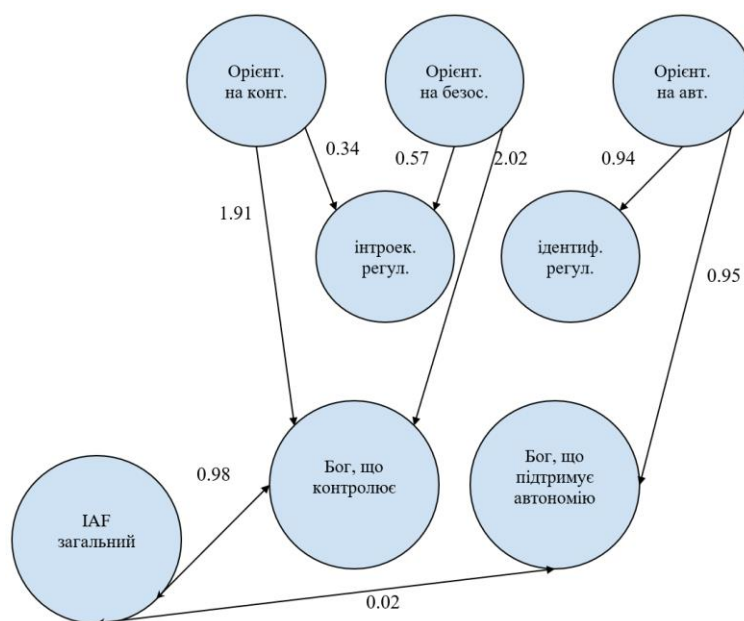 Орієнт.
на конт.
Орієнт.
на безос.
Орієнт.
на авт.
0.34
0.57
2.02
0.94
1.91
інтроек.
регул.
ідентиф.
регул.
0.95
Бог, що
контролює
Бог, що
підтримує
автономію
0.98
IAF
загальний
0.02